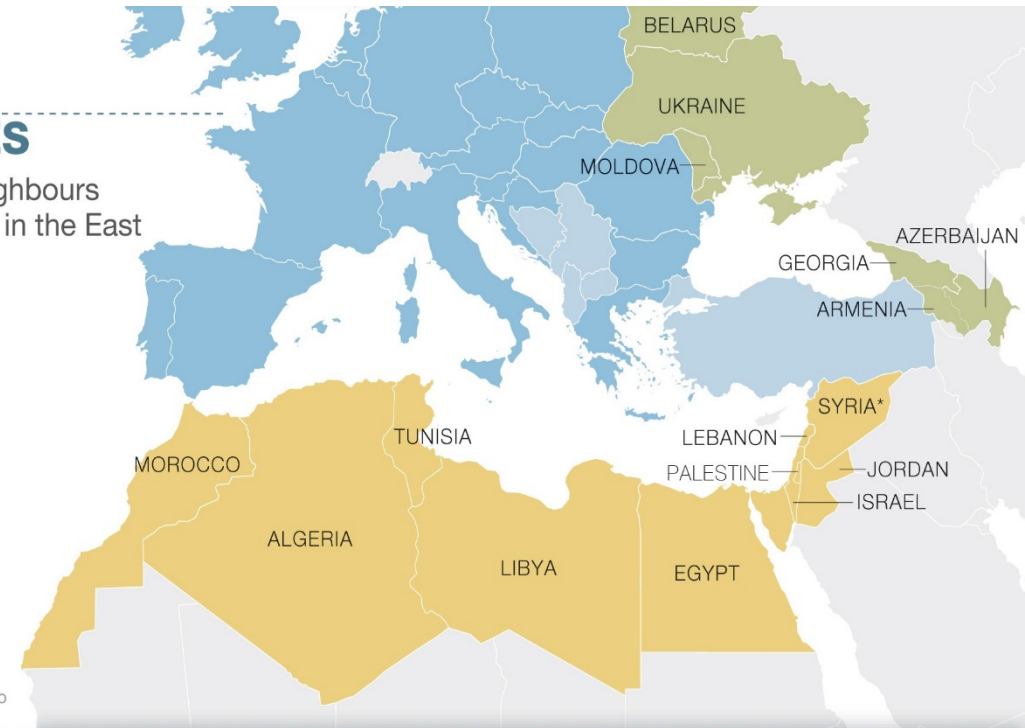 BELARUS
UKRAINE
s
MOLDOVA
ghbours
in the East
AZERBAIJAN
GEORGIA
ARMENIA
SYRIA*
TUNISIA
LEBANON
MOROCCO
PALESTINE
JORDAN
ISRAEL
ALGERIA
LIBYA
EGYPT